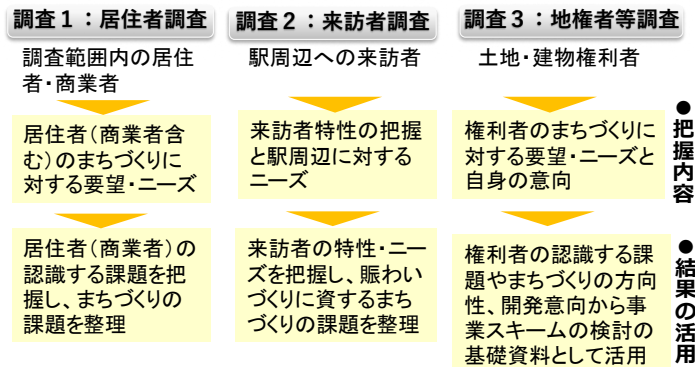 調査1：居住者調査
調査範囲内の居住
者・商業者
居住者（商業者含
む）のまちづくりに
対する要望・ニーズ
居住者（商業者）の
認識する課題を把
握し、まちづくりの
課題を整理
調査２：来訪者調査
駅周辺への来訪者
来訪者特性の把握
と駅周辺に対する
ニーズ
来訪者の特性・ニー
ズを把握し、賑わい
づくりに資するまち
づくりの課題を整理
調査３：地権者等調査
土地・建物権利者
権利者のまちづくりに
対する要望・ニーズと
自身の意向
権利者の認識する課
題やまちづくりの方向
性、開発意向から事
業スキームの検討の
基礎資料として活用
●把握内容
●結果の活用